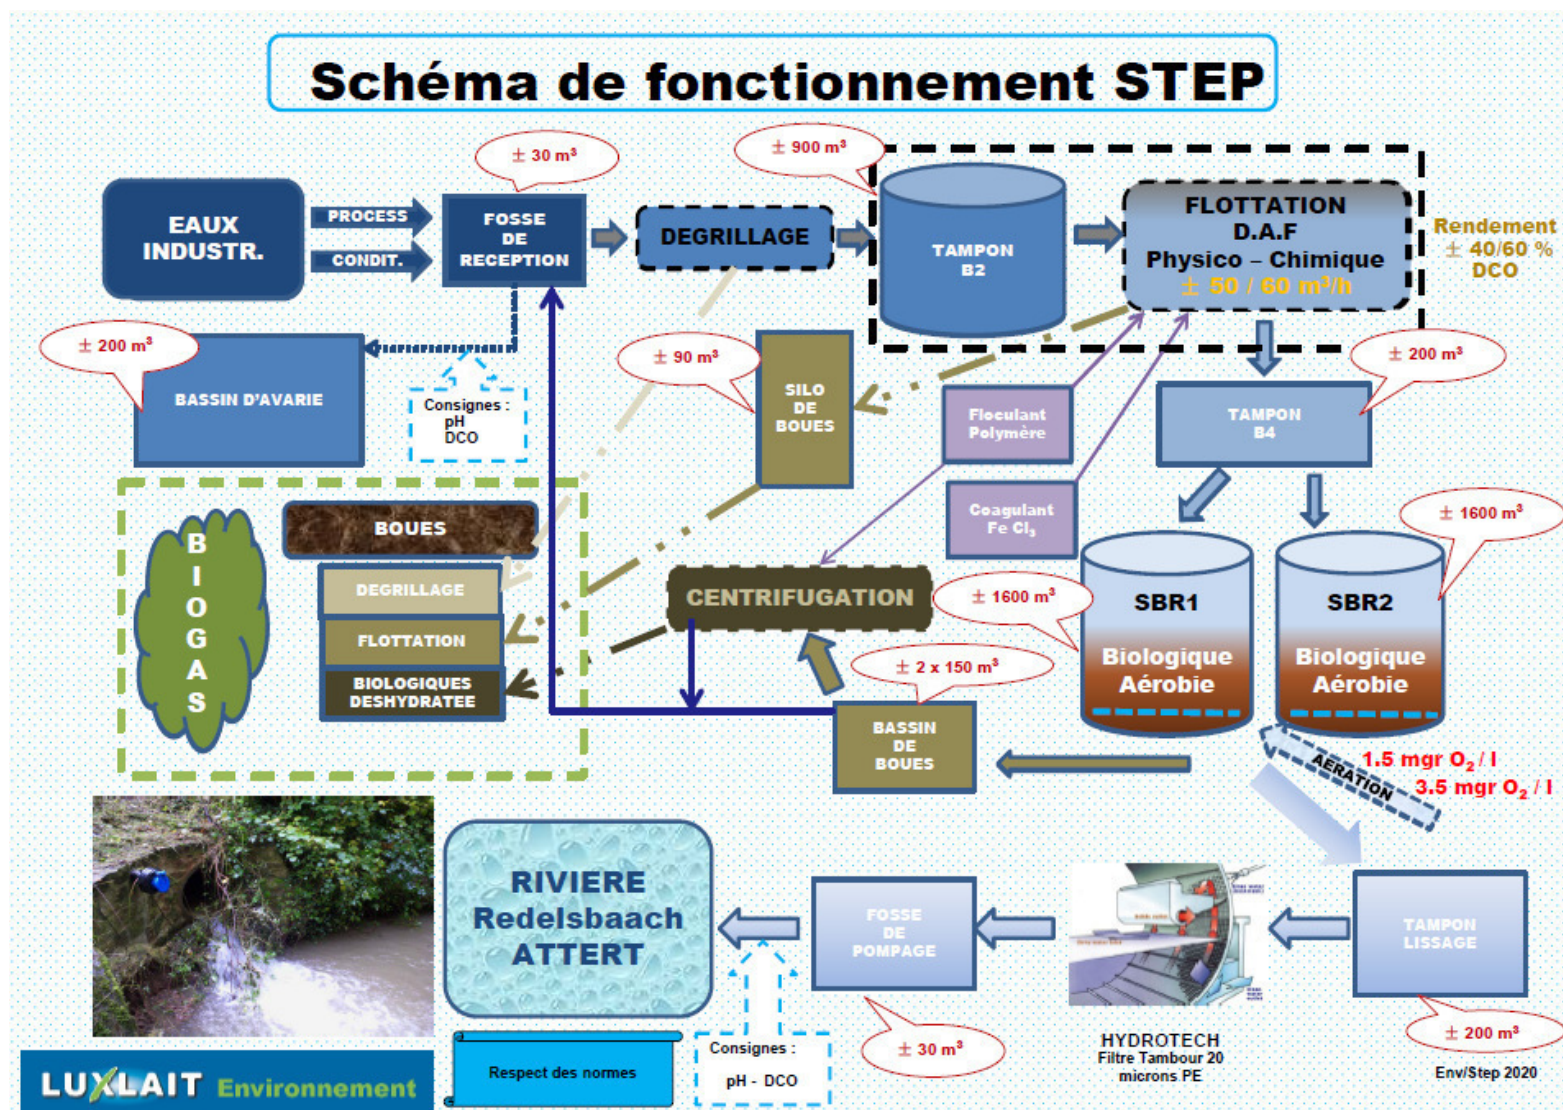 Schéma de fonctionnement STEP
± 30 m³
± 900 m³
EAUX
INDUSTR.
PROCESS
CONDIT.
FOSSE
DE
RECEPTION
DEGRILLAGE
TAMPON
B2
FLOTTATION
D.A.F
Physico – Chimique
± 50 / 60 m³/h
Rendement
± 40/60 %
DCO
± 200 m³
BASSIN D'AVARIE
Consignes :
pH
DCO
± 90 m³
SILO
DE
BOUES
Floculant
Polymère
Coagulant
Fe Cl₃
± 200 m³
TAMPON
B4
BIOGAS
BOUES
DEGRILLAGE
FLOTTATION
BIOLOGIQUES
DESHYDRATEE
CENTRIFUGATION
± 1600 m³
± 1600 m³
SBR1
Biologique
Aérobie
SBR2
Biologique
Aérobie
± 2 x 150 m³
BASSIN
DE
BOUES
AERATION
1.5 mgr O₂ / l
3.5 mgr O₂ / l
RIVIERE
Redelsbaach
ATTERT
FOSSE
DE
POMPAGE
TAMPON
LISSAGE
± 200 m³
± 30 m³
HYDROTECH
Filtre Tambour 20
microns PE
Consignes :
pH - DCO
Respect des normes
LUXLAIT Environnement
Env/Step 2020